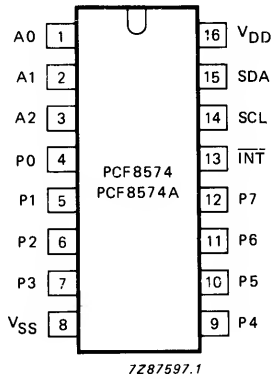 A0 1 16 VDD
A1 2 15 SDA
A2 3 14 SCL
P0 4 13 I̅N̅T̅
PCF8574
PCF8574A
P1 5 12 P7
P2 6 11 P6
P3 7 10 P5
VSS 8 9 P4
7Z87597.1